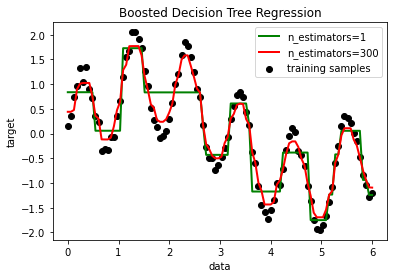 Boosted Decision Tree Regression
n_estimators=1
n_estimators=300
training samples
target
2.0
1.5
1.0
0.5
0.0
−0.5
−1.0
−1.5
−2.0
0 1 2 3 4 5 6
data